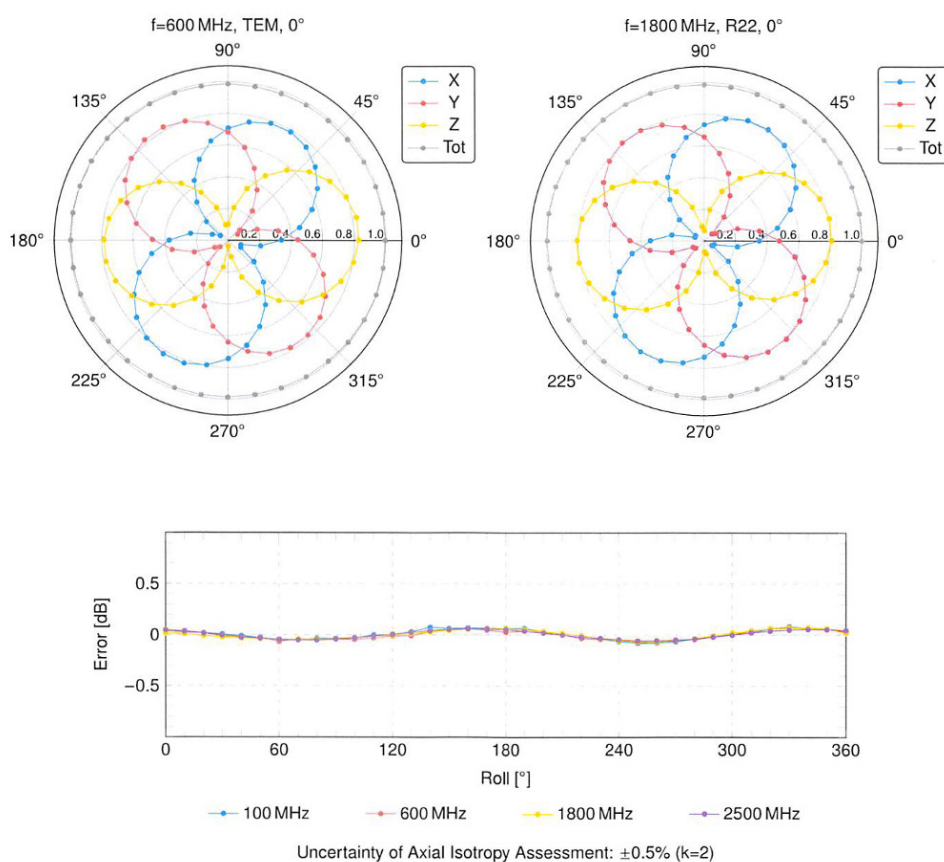 f=600 MHz, TEM, 0°
90°
135°
45°
X
Y
Z
Tot
180°
0.2 0.4 0.6 0.8 1.0
0°
225°
315°
270°
f=1800 MHz, R22, 0°
90°
135°
45°
X
Y
Z
Tot
180°
0.2 0.4 0.6 0.8 1.0
0°
225°
315°
270°
Error [dB]
0.5
0
−0.5
0 60 120 180 240 300 360
Roll [°]
100 MHz 600 MHz 1800 MHz 2500 MHz
Uncertainty of Axial Isotropy Assessment: ±0.5% (k=2)